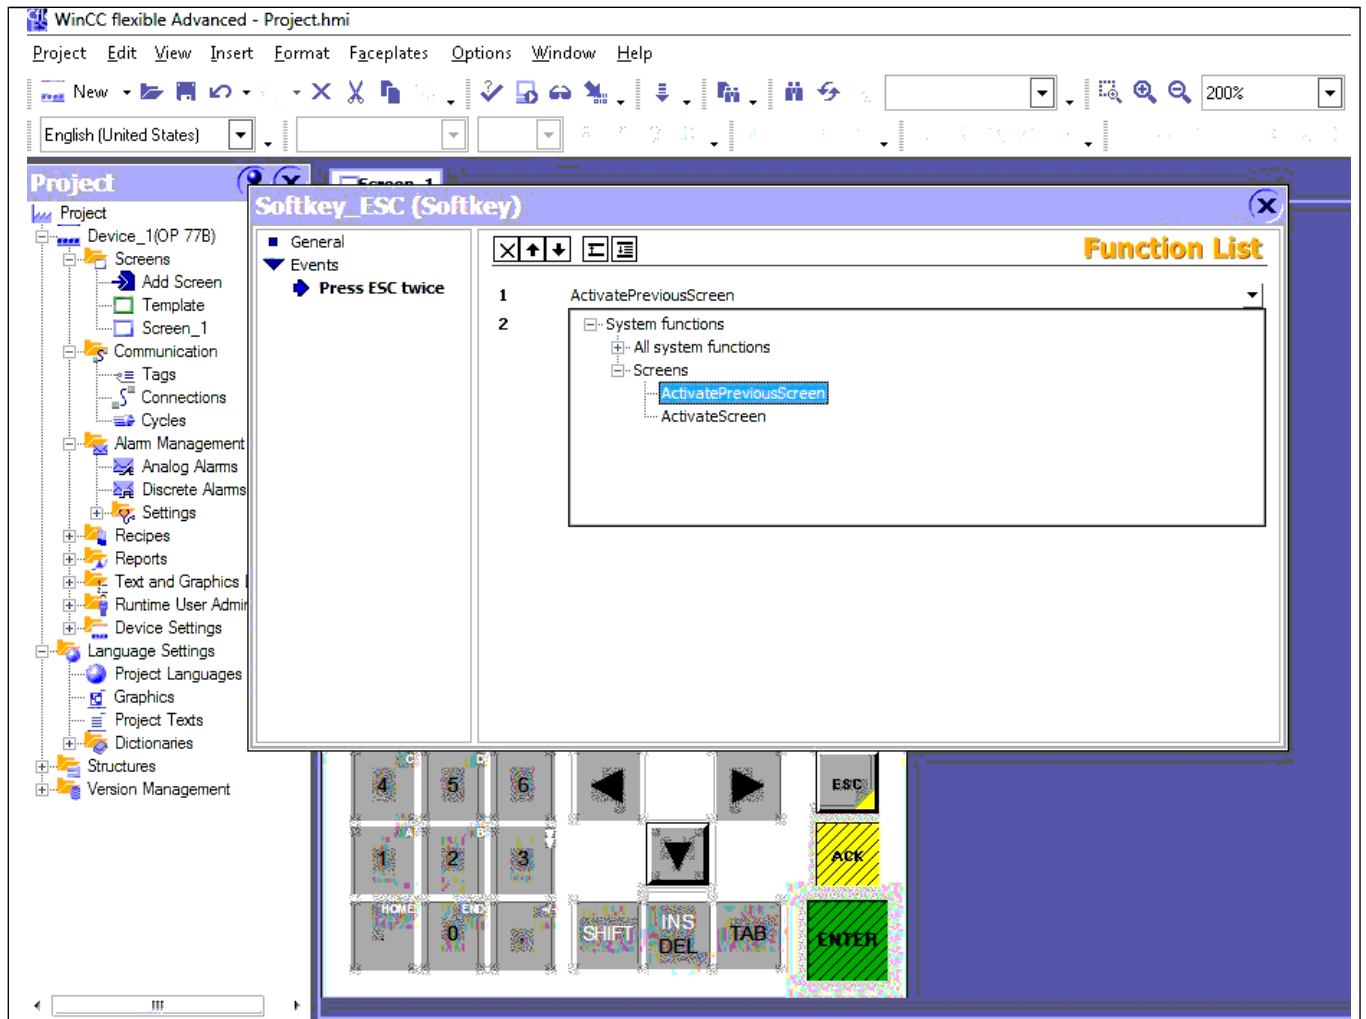 WinCC flexible Advanced - Project.hmi
Project Edit View Insert Format Faceplates Options Window Help
New 200%
English (United States)
Project
Screen_1
Project
Device_1(OP 77B)
Screens
Add Screen
Template
Screen_1
Communication
Tags
Connections
Cycles
Alarm Management
Analog Alarms
Discrete Alarms
Settings
Recipes
Reports
Text and Graphics
Runtime User Admin
Device Settings
Language Settings
Project Languages
Graphics
Project Texts
Dictionaries
Structures
Version Management
Softkey_ESC (Softkey)
General
Events
Press ESC twice
Function List
1 ActivatePreviousScreen
2
System functions
All system functions
Screens
ActivatePreviousScreen
ActivateScreen
C D
4 5 6 ESC
A B
1 2 3 ACK
HOME END
0 . SHIFT INS DEL TAB ENTER